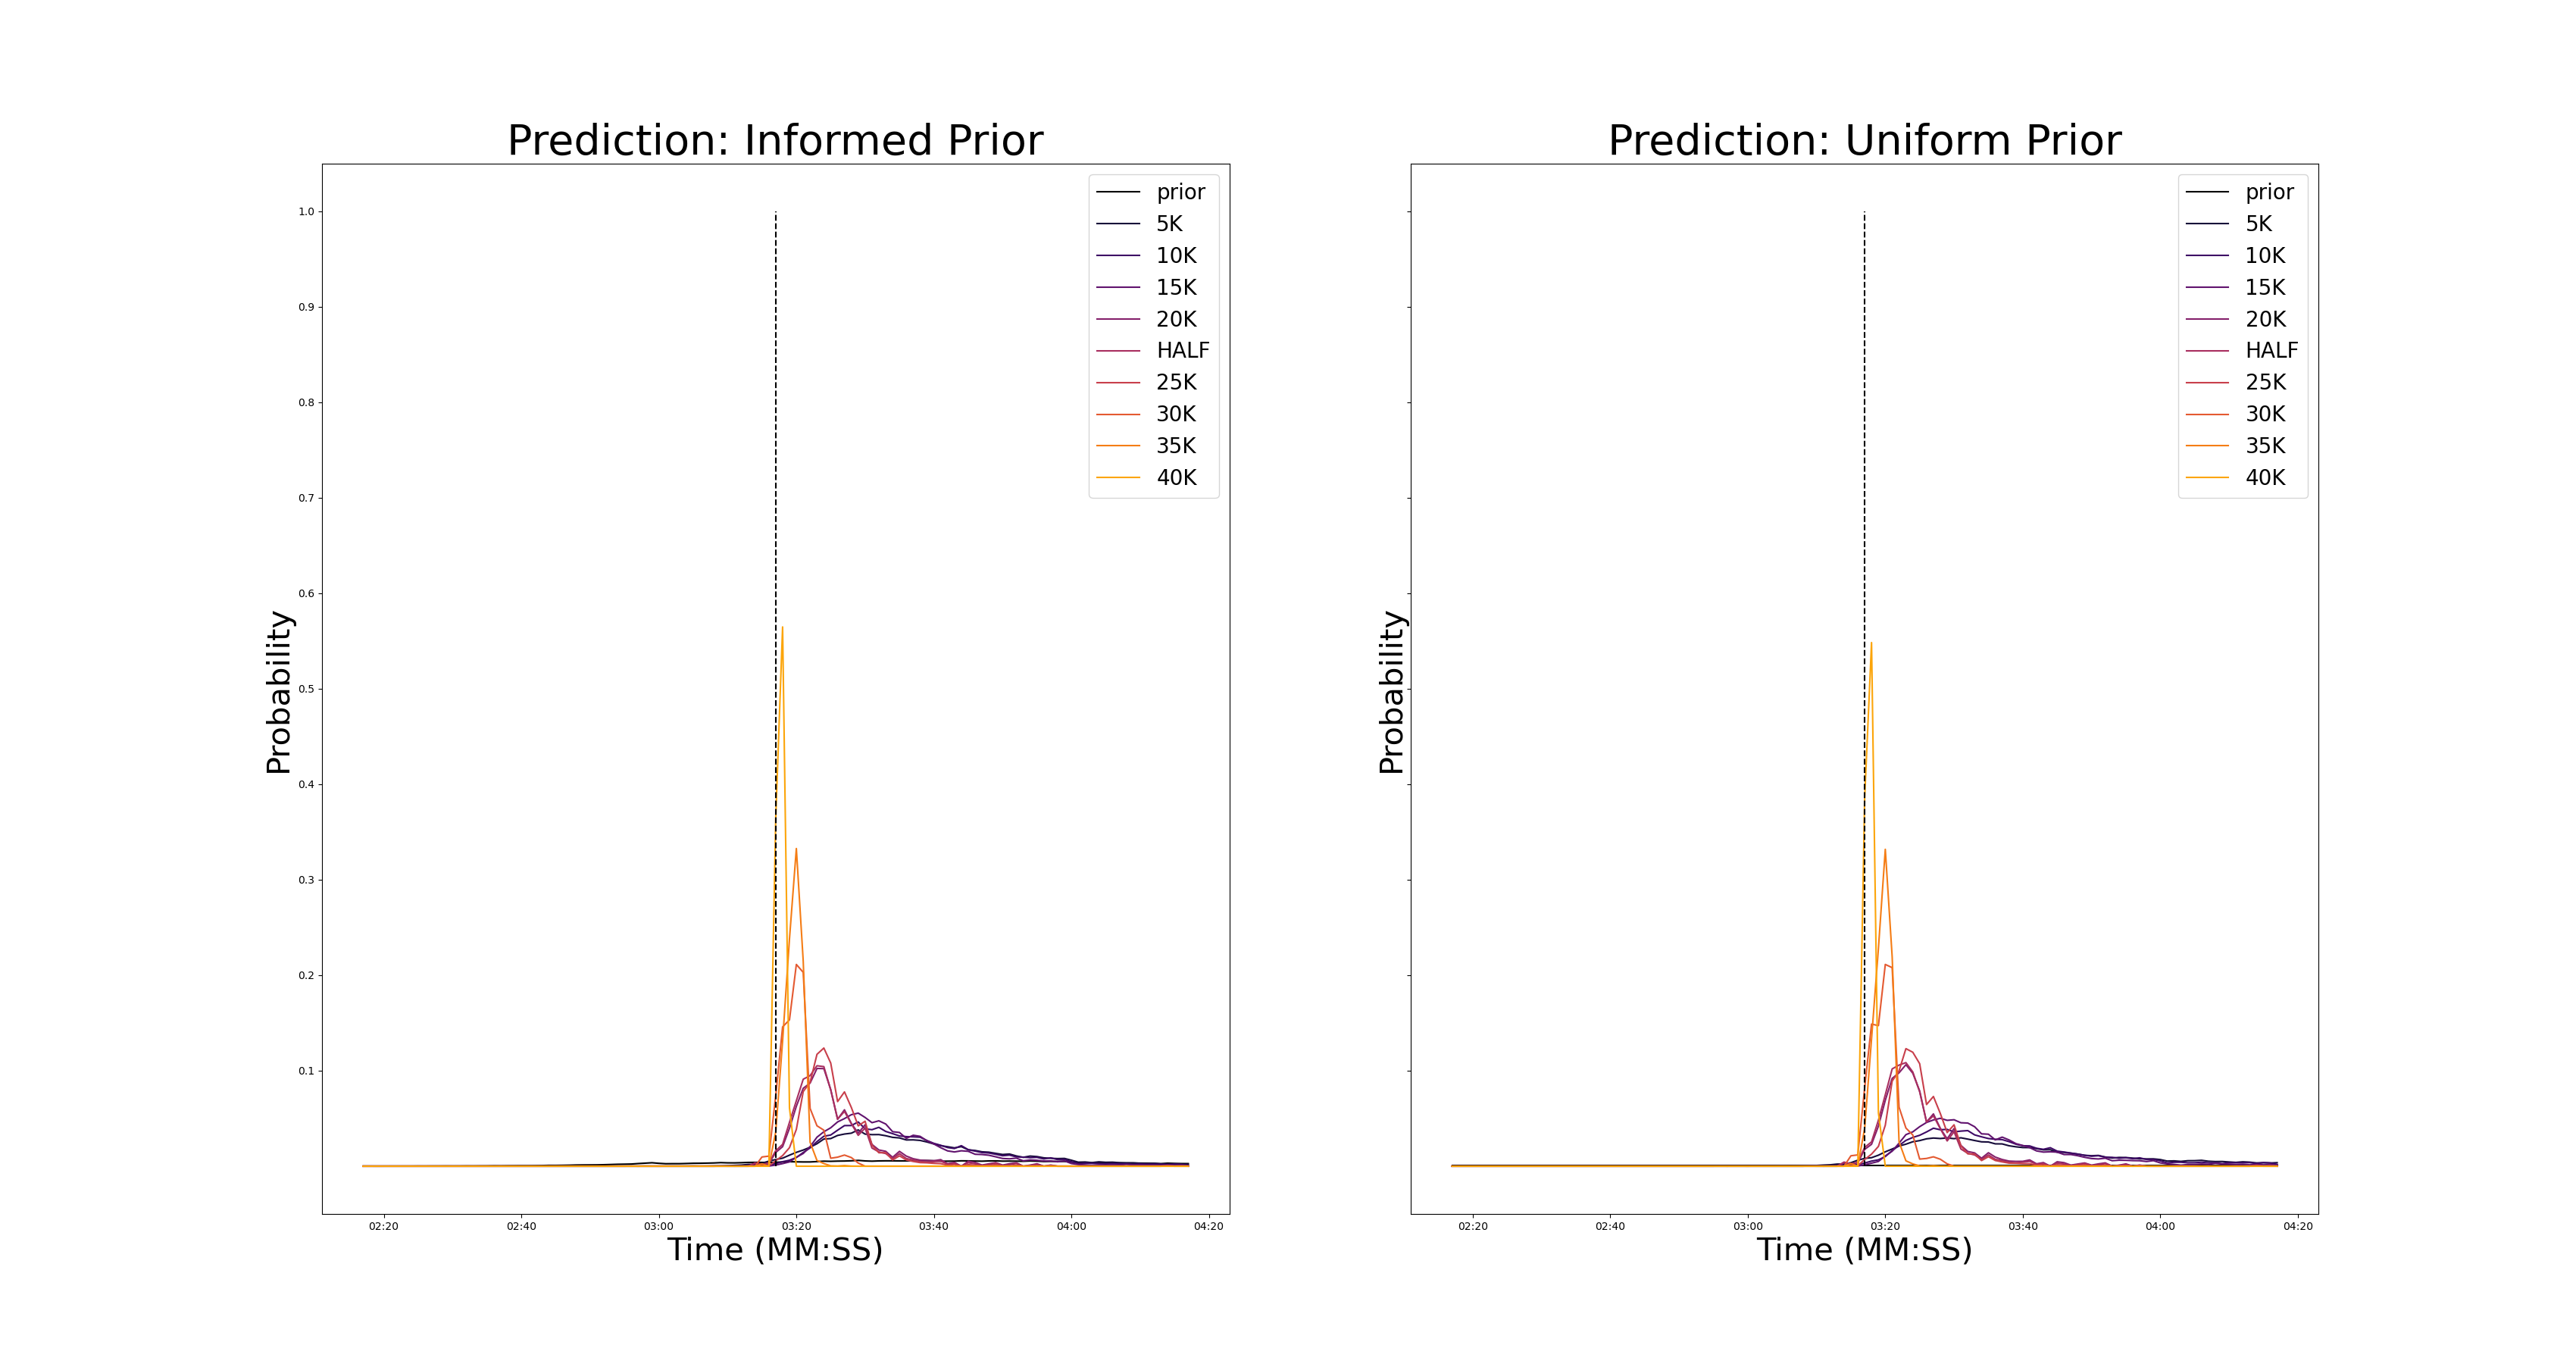 Prediction: Informed Prior
Probability
1.0
0.9
0.8
0.7
0.6
0.5
0.4
0.3
0.2
0.1
prior
5K
10K
15K
20K
HALF
25K
30K
35K
40K
02:20 02:40 03:00 03:20 03:40 04:00 04:20
Time (MM:SS)
Prediction: Uniform Prior
Probability
prior
5K
10K
15K
20K
HALF
25K
30K
35K
40K
02:20 02:40 03:00 03:20 03:40 04:00 04:20
Time (MM:SS)